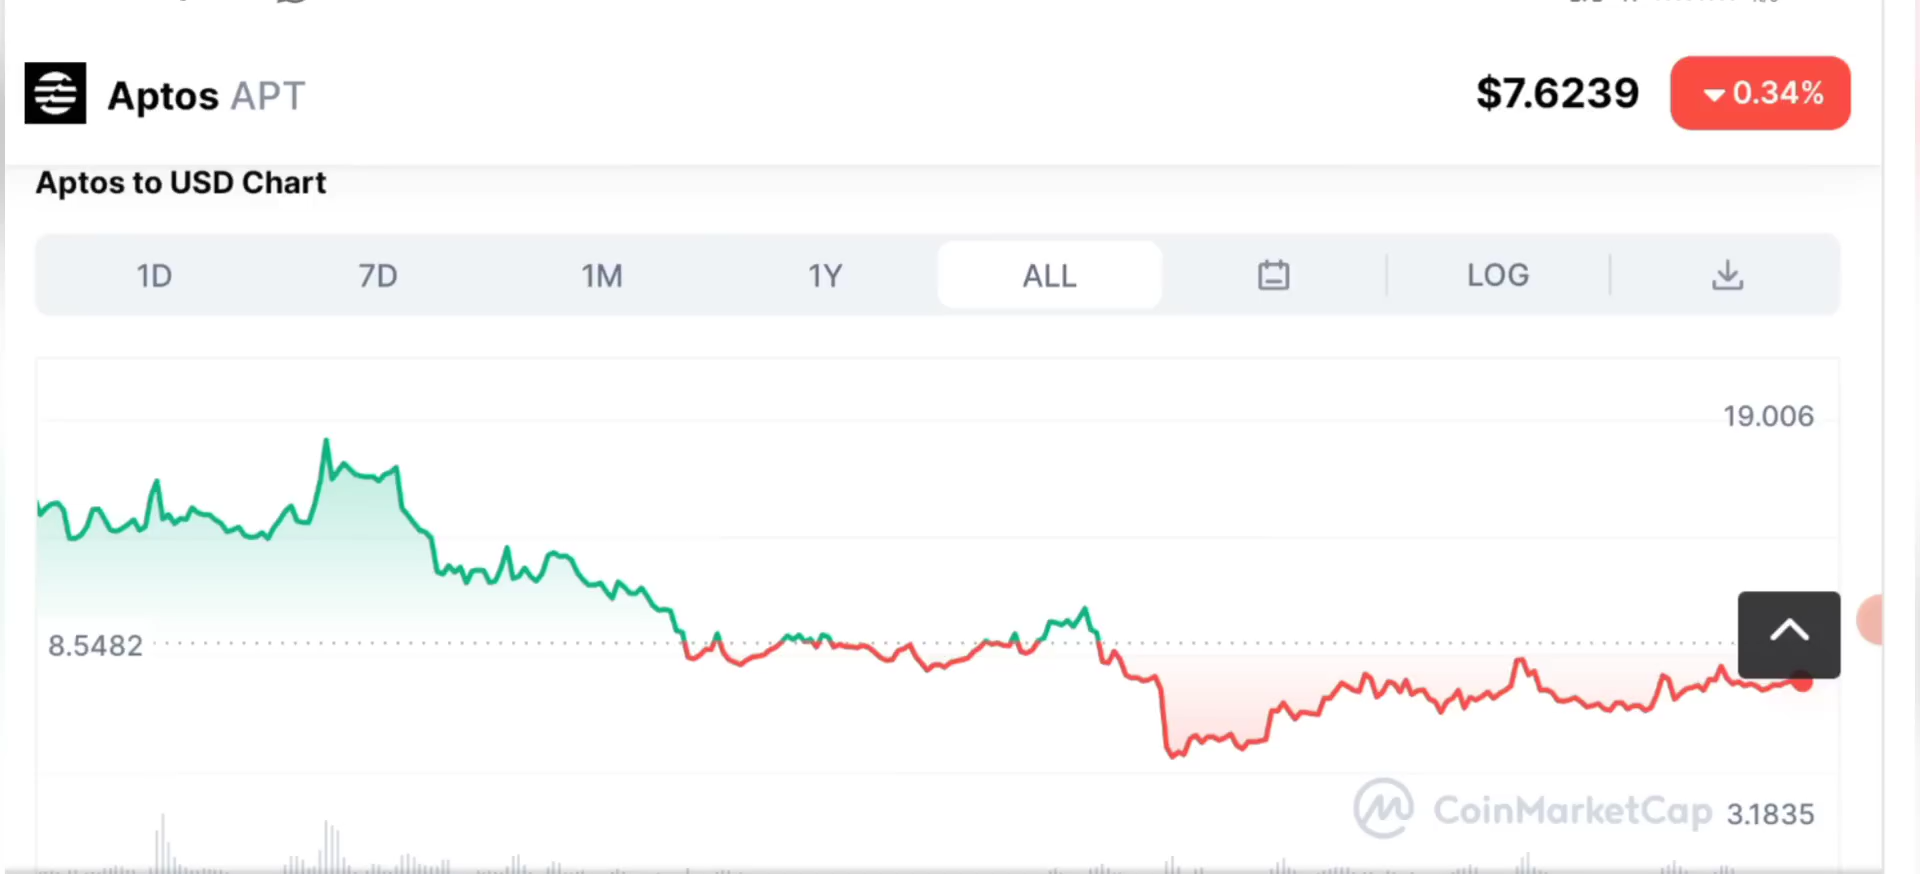 Aptos APT
$7.6239
0.34%
Aptos to USD Chart
1D 7D 1M 1Y ALL LOG
19.006
8.5482
CoinMarketCap 3.1835